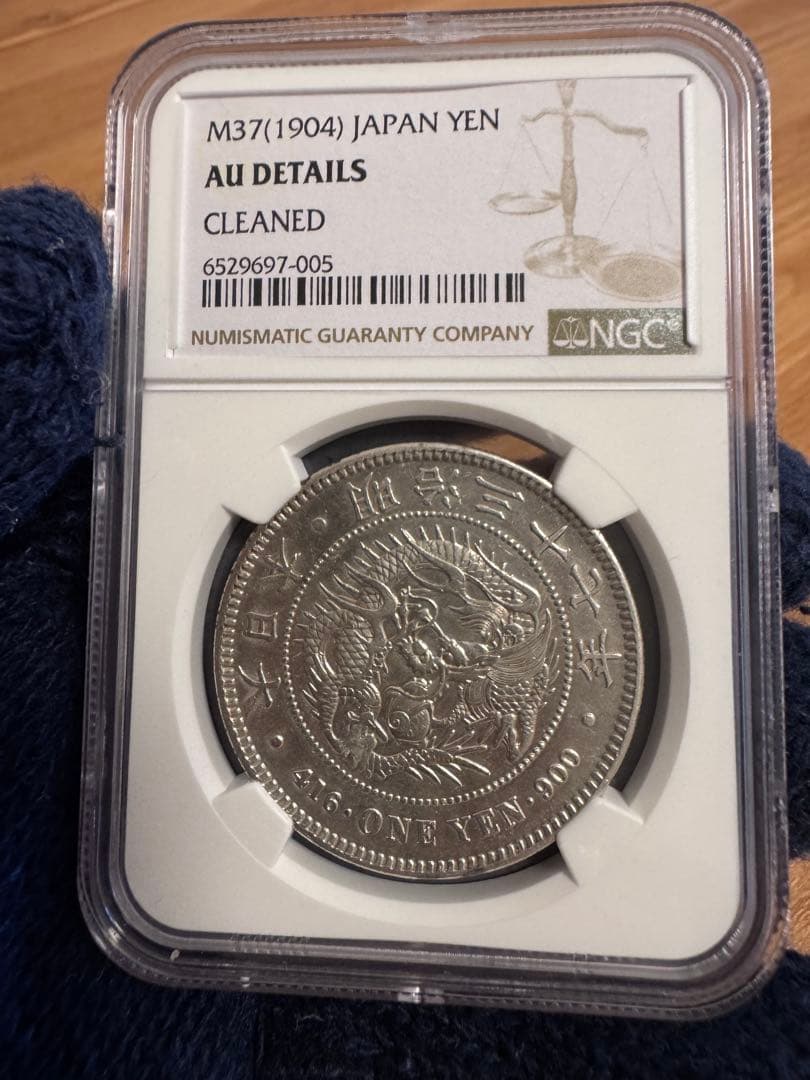 M37(1904) JAPAN YEN
AU DETAILS
CLEANED
6529697-005
NUMISMATIC GUARANTY COMPANY
NGC
大日本・明治三十七年
416・ONE YEN・900